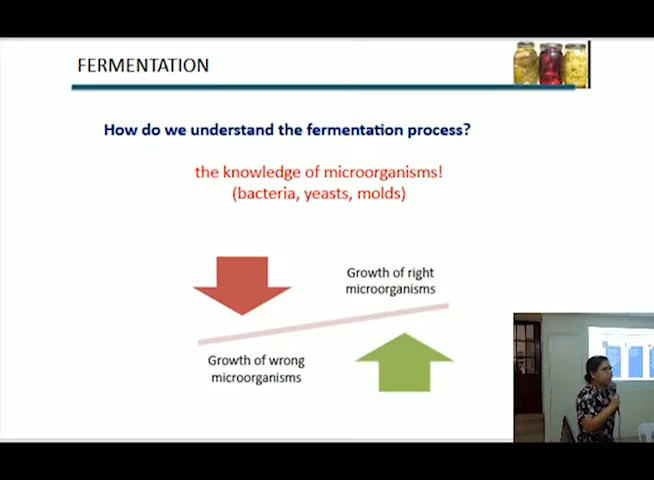 FERMENTATION
How do we understand the fermentation process?
the knowledge of microorganisms!
(bacteria, yeasts, molds)
Growth of right
microorganisms
Growth of wrong
microorganisms